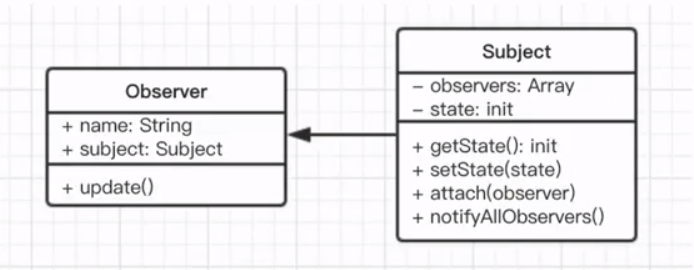 Observer
+ name: String
+ subject: Subject
+ update()
Subject
- observers: Array
- state: init
+ getState(): init
+ setState(state)
+ attach(observer)
+ notifyAllObservers()